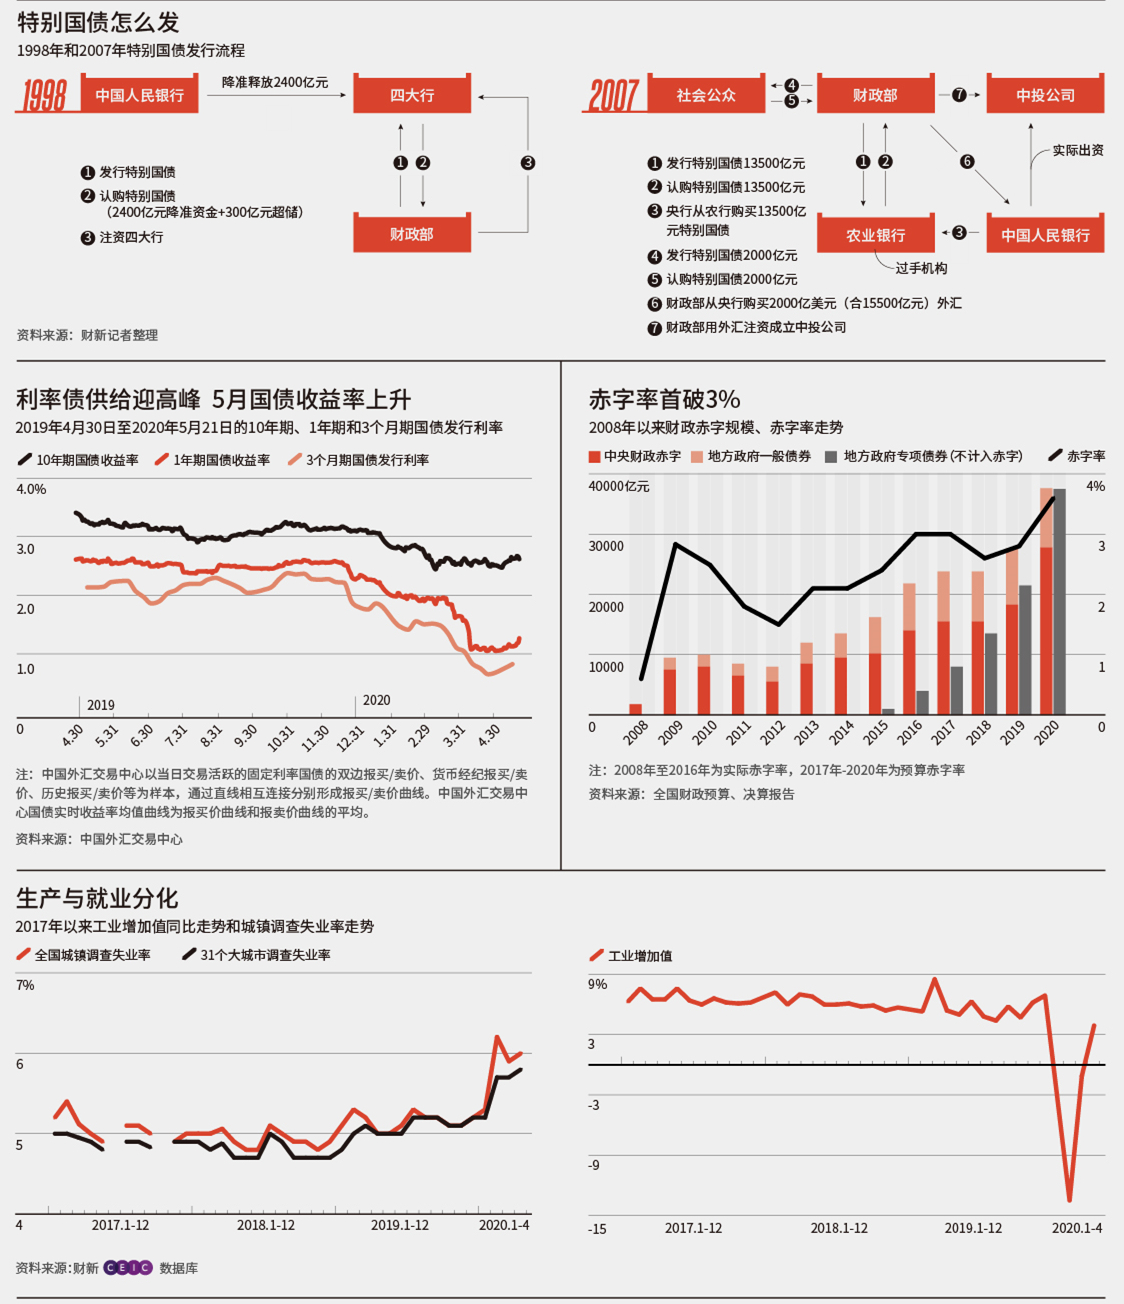 特别国债怎么发
1998年和2007年特别国债发行流程
1998
中国人民银行
降准释放2400亿元
四大行
1
2
3
财政部
1 发行特别国债
2 认购特别国债
（2400亿元降准资金+300亿元超储）
3 注资四大行
2007
社会公众
4
5
财政部
7
中投公司
1
2
6
实际出资
农业银行
3
中国人民银行
过手机构
1 发行特别国债13500亿元
2 认购特别国债13500亿元
3 央行从农行购买13500亿
元特别国债
4 发行特别国债2000亿元
5 认购特别国债2000亿元
6 财政部从央行购买2000亿美元（合15500亿元）外汇
7 财政部用外汇注资成立中投公司
资料来源：财新记者整理
利率债供给迎高峰 5月国债收益率上升
2019年4月30日至2020年5月21日的10年期、1年期和3个月期国债发行利率
10年期国债收益率 1年期国债收益率 3个月期国债发行利率
4.0%
3.0
2.0
1.0
0
2019
2020
4.30 5.31 6.30 7.31 8.31 9.30 10.31 11.30 12.31 1.31 2.29 3.31 4.30
注：中国外汇交易中心以当日交易活跃的固定利率国债的双边报买/卖价、货币经纪报买/卖
价、历史报买/卖价等为样本，通过直线相互连接分别形成报买/卖价曲线。中国外汇交易中
心国债实时收益率均值曲线为报买价曲线和报卖价曲线的平均。
资料来源：中国外汇交易中心
赤字率首破3%
2008年以来财政赤字规模、赤字率走势
中央财政赤字 地方政府一般债券 地方政府专项债券（不计入赤字） 赤字率
40000亿元 4%
30000 3
20000 2
10000 1
0 0
2008 2009 2010 2011 2012 2013 2014 2015 2016 2017 2018 2019 2020
注：2008年至2016年为实际赤字率，2017年-2020年为预算赤字率
资料来源：全国财政预算、决算报告
生产与就业分化
2017年以来工业增加值同比走势和城镇调查失业率走势
全国城镇调查失业率 31个大城市调查失业率
7%
6
5
4
2017.1-12 2018.1-12 2019.1-12 2020.1-4
工业增加值
9%
3
-3
-9
-15
2017.1-12 2018.1-12 2019.1-12 2020.1-4
资料来源:财新 CEIC 数据库